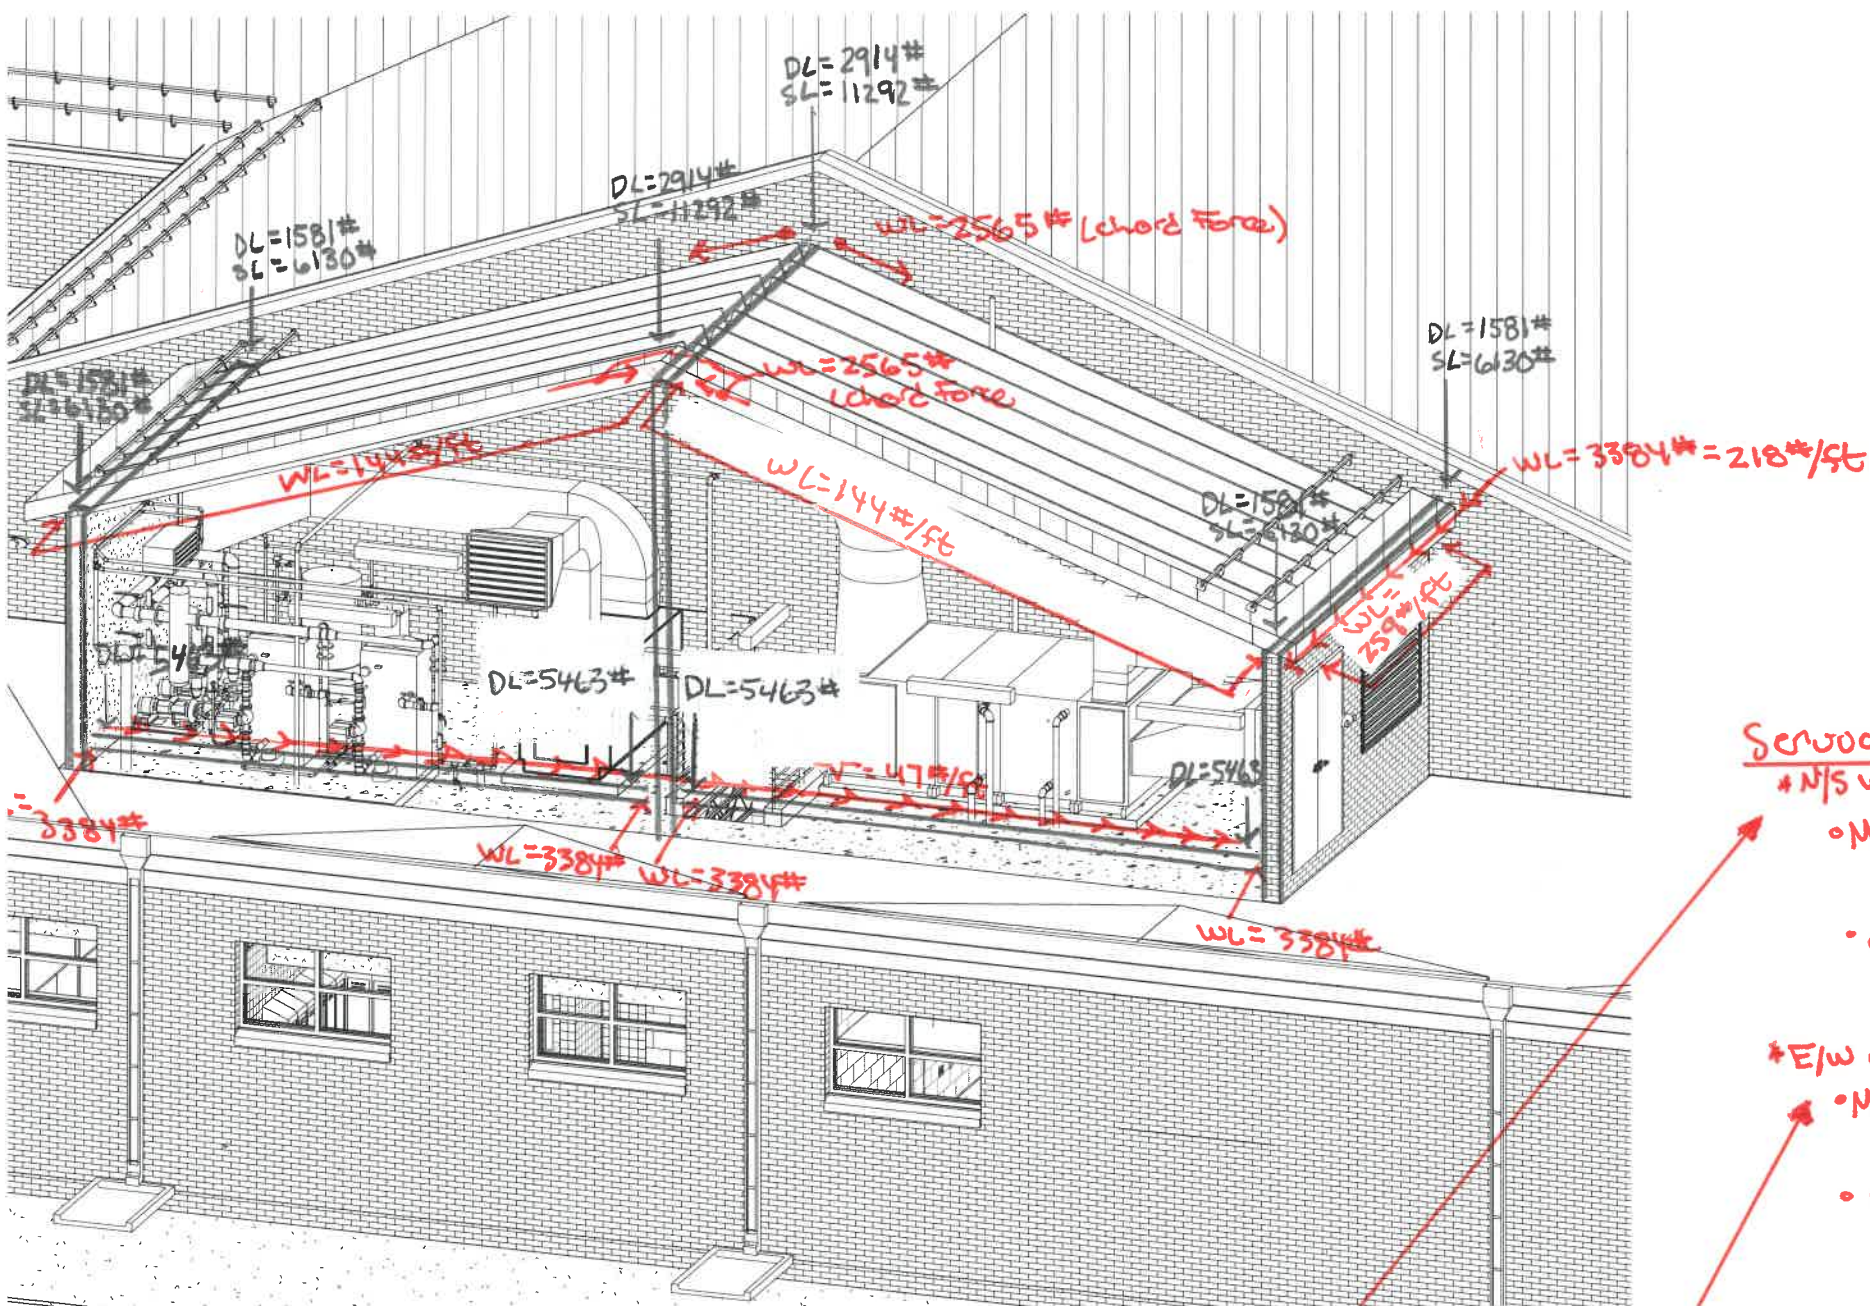 DL=2914#
SL=11292#
DL=2914#
SL=11292#
WL=2565# (chord Force)
DL=1581#
SL=6130#
DL=1581#
SL=6130#
DL=1581#
SL=6130#
WL=2565#
(chord Force
WL=144#/ft
WL=144#/ft
WL=3384#=218#/ft
DL=1581#
SL=6130#
WL=
259#/ft
DL=5463#
DL=5463#
V=47#/ft
DL=5463
=3384#
WL=3384#
WL=3384#
WL=3384#
* N/S
* E/W